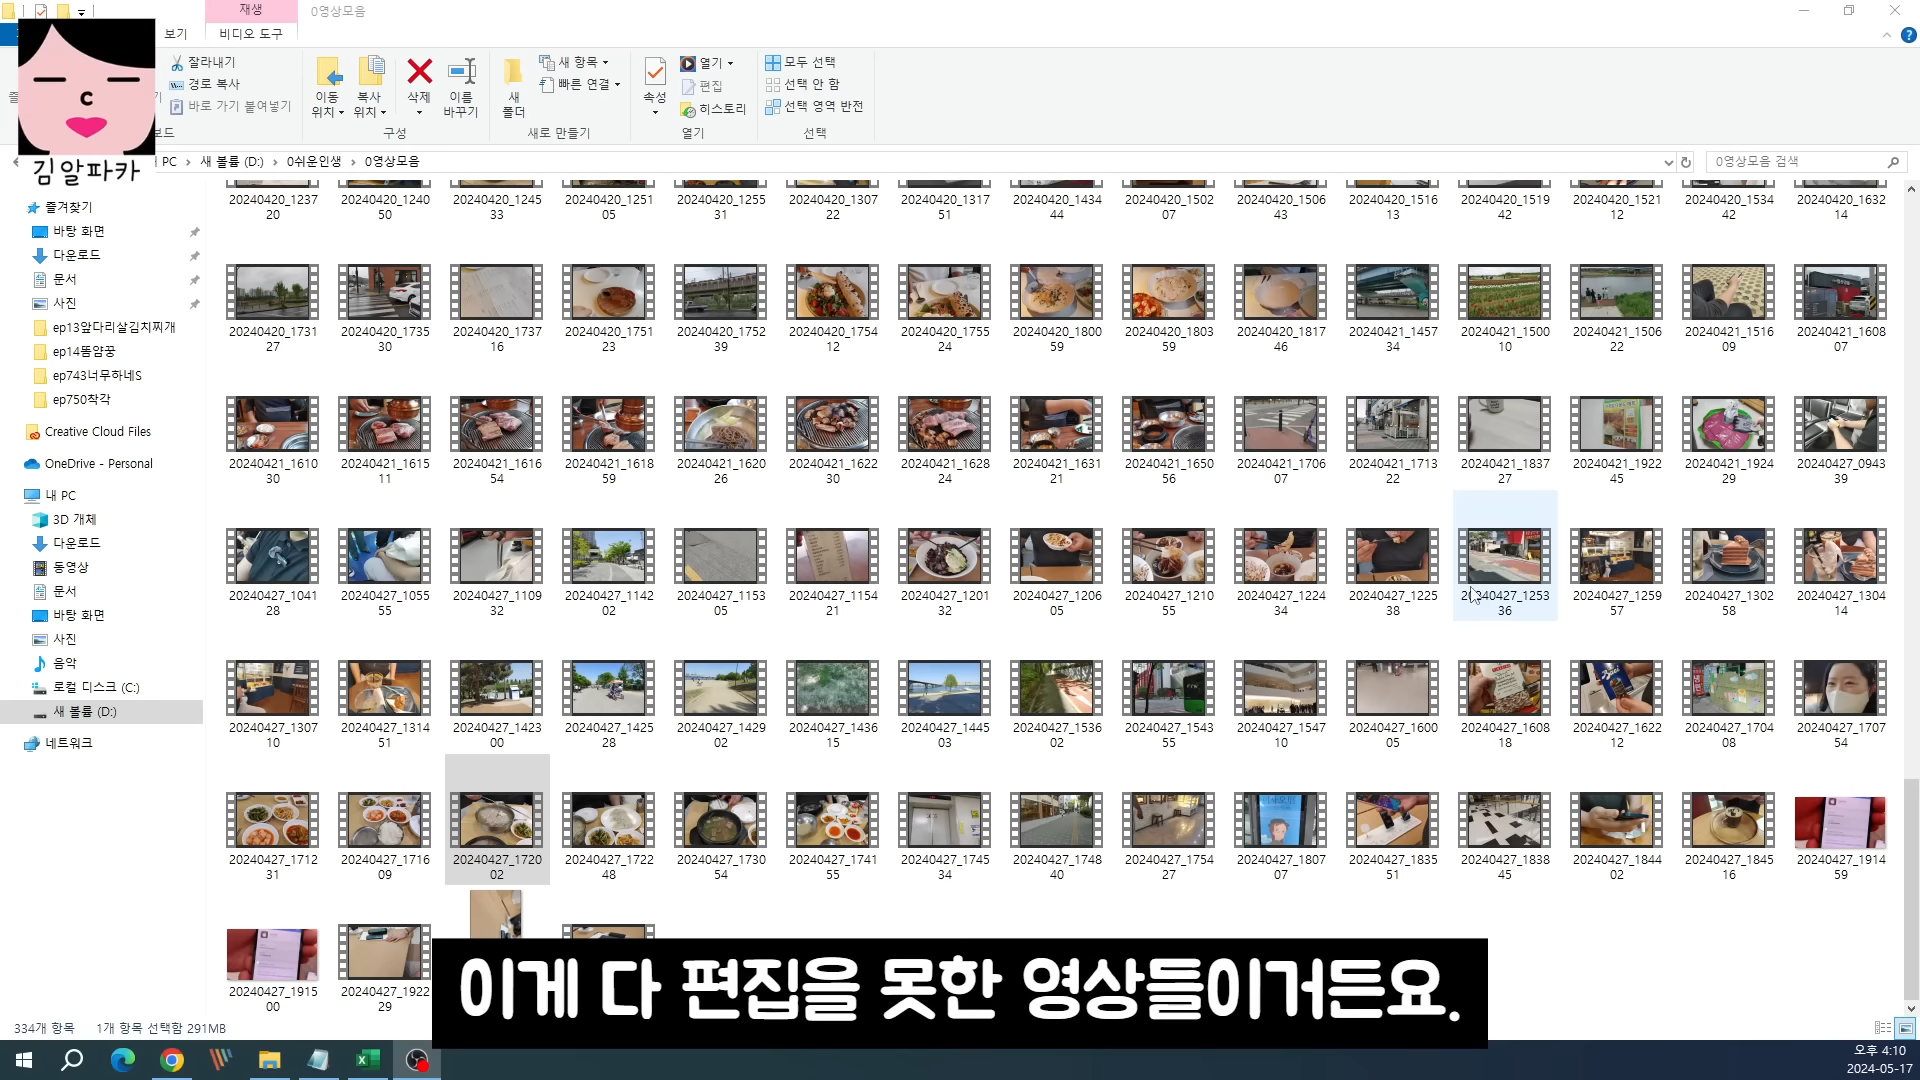 재생
0영상모음
보기
비디오 도구
잘라내기
경로 복사
바로 가기 붙여넣기
이동
위치
복사
위치
삭제
이름
바꾸기
구성
새
폴더
새 항목
빠른 연결
새로 만들기
속성
열기
편집
히스토리
열기
모두 선택
선택 안 함
선택 영역 반전
선택
c
김알파카
PC
새 볼륨 (D:)
0쉬운인생
0영상모음
0영상모음 검색
즐겨찾기
바탕 화면
다운로드
문서
사진
ep13앞다리살김치찌개
ep14똠얌꿍
ep743너무하네S
ep750착각
Creative Cloud Files
OneDrive - Personal
내 PC
3D 개체
다운로드
동영상
문서
바탕 화면
사진
음악
로컬 디스크 (C:)
새 볼륨 (D:)
네트워크
20240420_123720
20240420_124050
20240420_124533
20240420_125105
20240420_125531
20240420_130722
20240420_131751
20240420_143444
20240420_150207
20240420_150643
20240420_151613
20240420_151942
20240420_152112
20240420_153442
20240420_163214
20240420_173127
20240420_173530
20240420_173716
20240420_175123
20240420_175239
20240420_175412
20240420_175524
20240420_180059
20240420_180359
20240420_181746
20240421_145734
20240421_150010
20240421_150622
20240421_151609
20240421_160807
20240421_161030
20240421_161511
20240421_161654
20240421_161859
20240421_162026
20240421_162230
20240421_162824
20240421_163121
20240421_165056
20240421_170607
20240421_171322
20240421_183727
20240421_192245
20240421_192429
20240427_094339
20240427_104128
20240427_105555
20240427_110932
20240427_114202
20240427_115305
20240427_115421
20240427_120132
20240427_120605
20240427_121055
20240427_122434
20240427_122538
20240427_125336
20240427_125957
20240427_130258
20240427_130414
20240427_130710
20240427_131451
20240427_142300
20240427_142528
20240427_142902
20240427_143615
20240427_144503
20240427_153602
20240427_154355
20240427_154710
20240427_160005
20240427_160818
20240427_162212
20240427_170408
20240427_170754
20240427_171231
20240427_171609
20240427_172002
20240427_172248
20240427_173054
20240427_174155
20240427_174534
20240427_174840
20240427_175427
20240427_180707
20240427_183551
20240427_183845
20240427_184402
20240427_184516
20240427_191459
20240427_191500
20240427_192229
이게 다 편집을 못한 영상들이거든요.
334개 항목
1개 항목 선택함 291MB
오후 4:10
2024-05-17